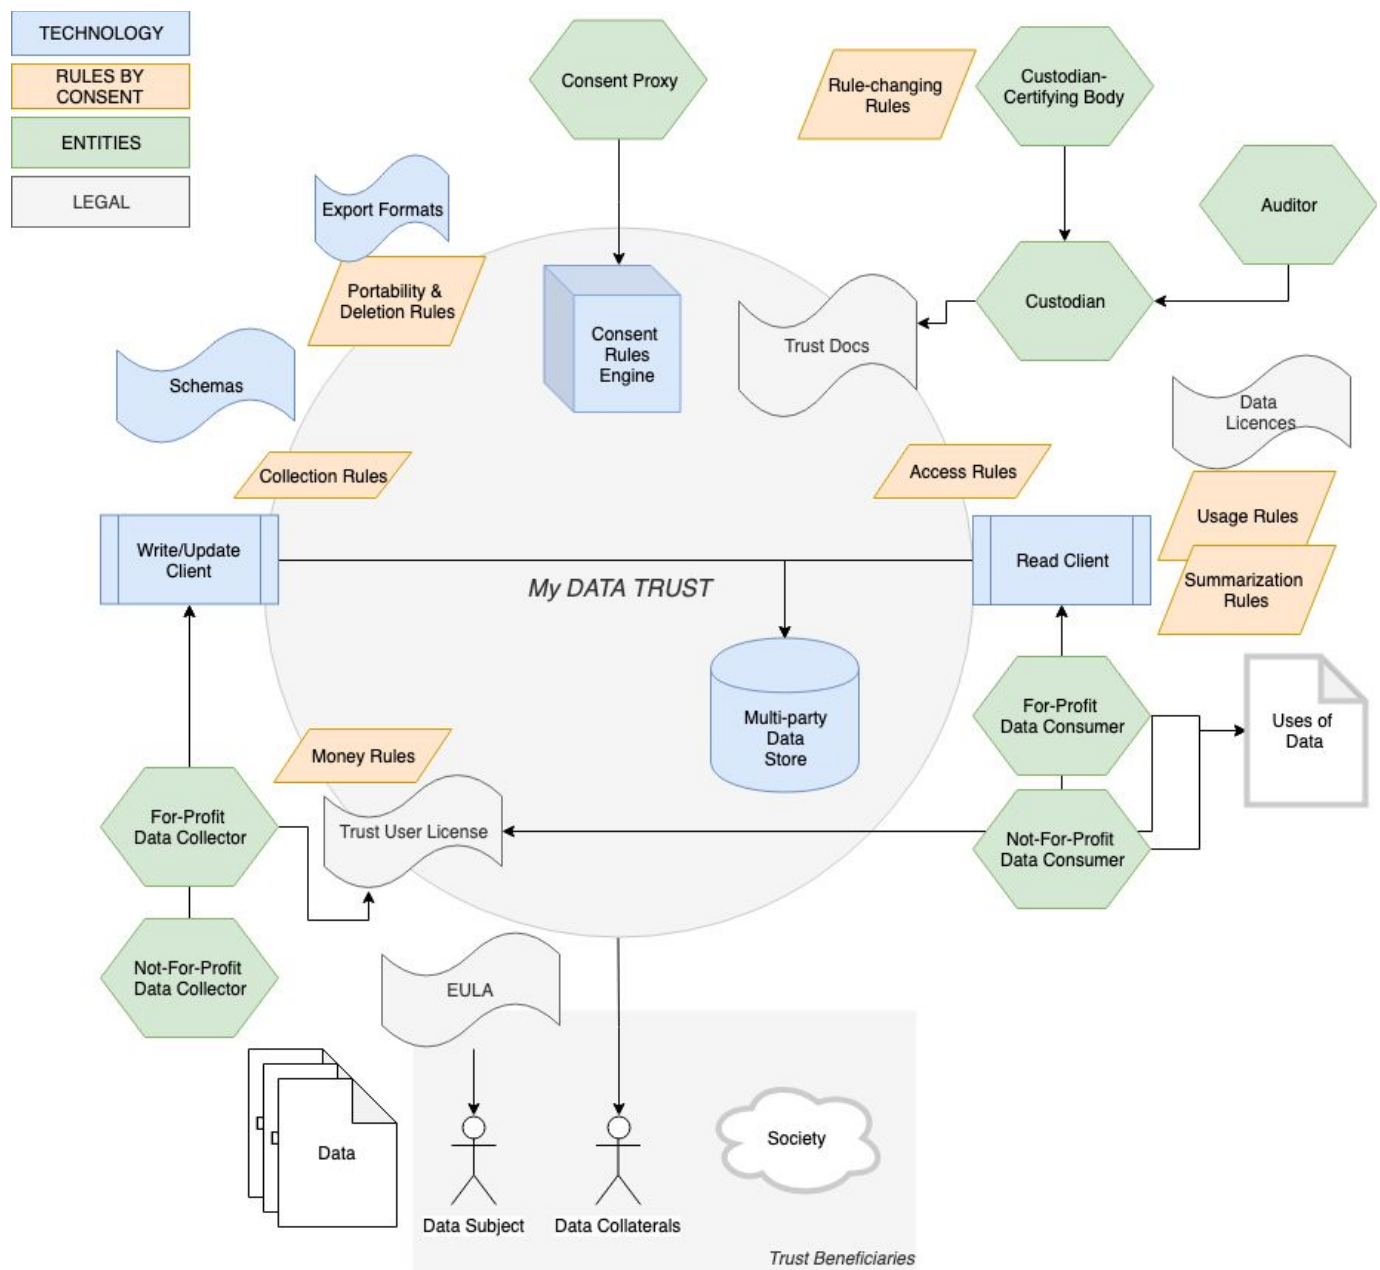 TECHNOLOGY
RULES BY
CONSENT
ENTITIES
LEGAL
Consent Proxy
Rule-changing
Rules
Custodian-
Certifying Body
Auditor
Export Formats
Portability &
Deletion Rules
Consent
Rules
Engine
Trust Docs
Custodian
Schemas
Data
Licences
Collection Rules
Access Rules
Usage Rules
Write/Update
Client
Read Client
My DATA TRUST
Summarization
Rules
Multi-party
Data
Store
For-Profit
Data Consumer
Uses of
Data
Money Rules
For-Profit
Data Collector
Trust User License
Not-For-Profit
Data Consumer
Not-For-Profit
Data Collector
EULA
Data
Society
Data Subject
Data Collaterals
Trust Beneficiaries